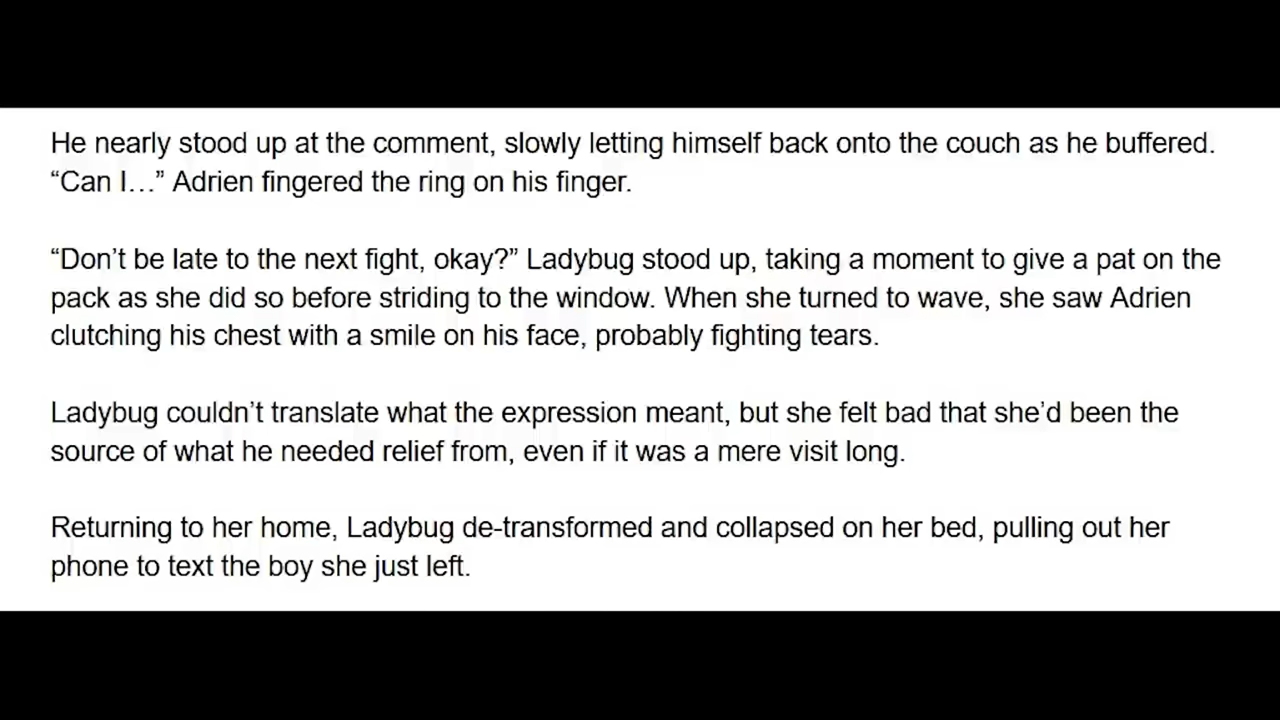 He nearly stood up at the comment, slowly letting himself back onto the couch as he buffered.
“Can I…” Adrien fingered the ring on his finger.
“Don’t be late to the next fight, okay?” Ladybug stood up, taking a moment to give a pat on the
pack as she did so before striding to the window. When she turned to wave, she saw Adrien
clutching his chest with a smile on his face, probably fighting tears.
Ladybug couldn’t translate what the expression meant, but she felt bad that she’d been the
source of what he needed relief from, even if it was a mere visit long.
Returning to her home, Ladybug de-transformed and collapsed on her bed, pulling out her
phone to text the boy she just left.